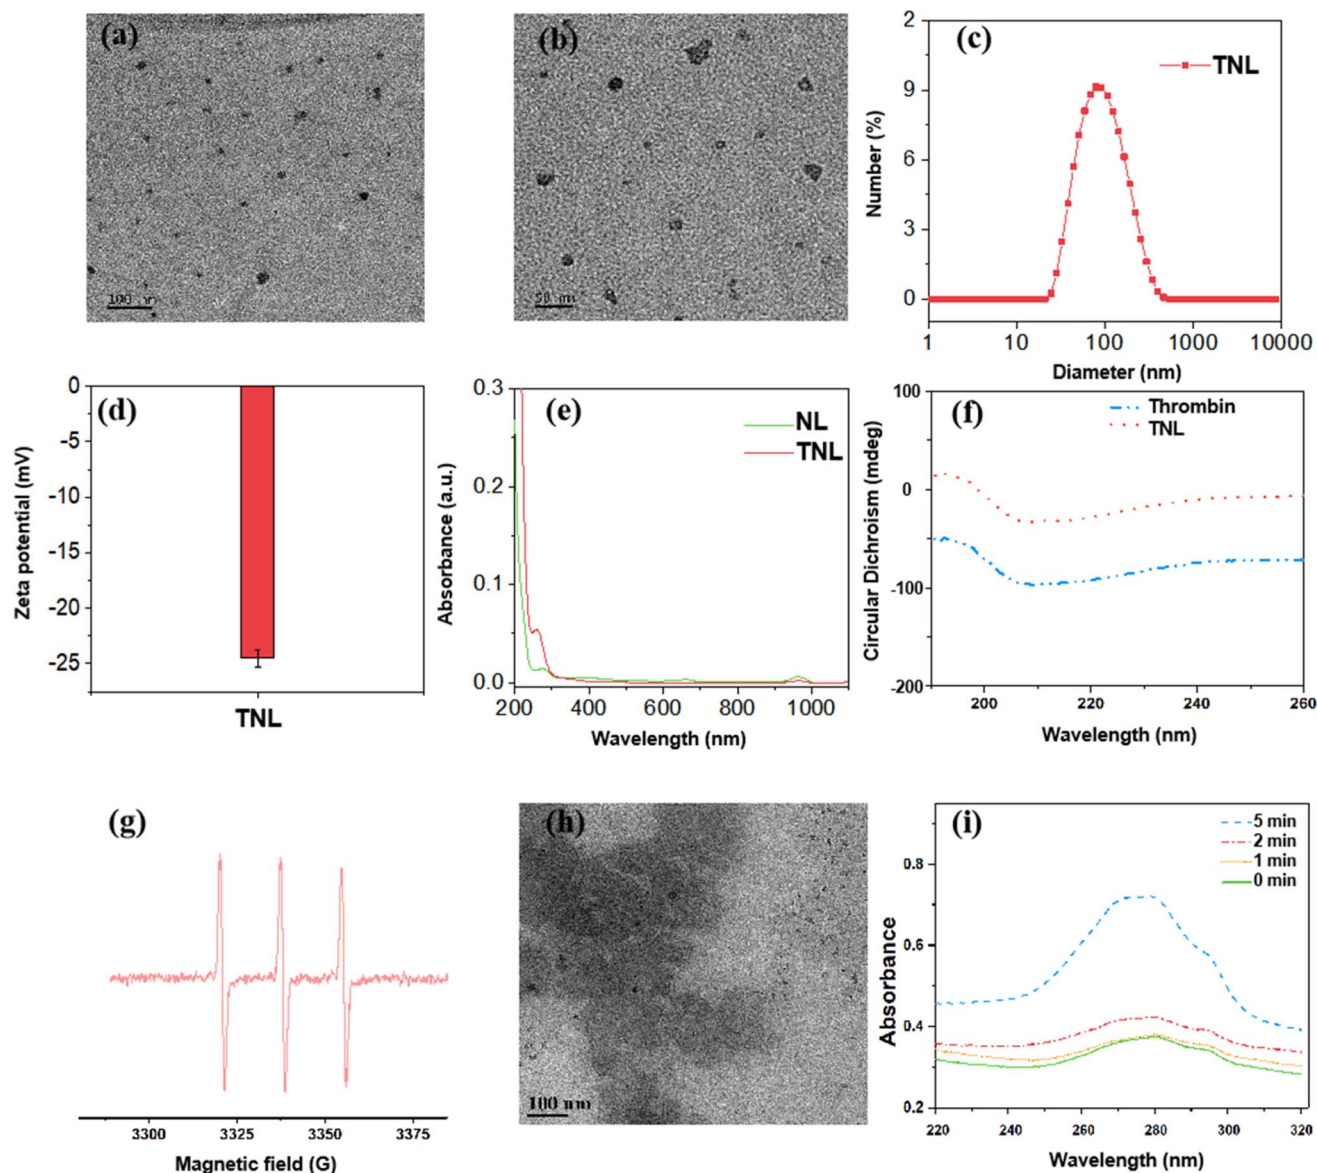 (a)
100 nm
(b)
50 nm
(c)
TNL
2
9
6
3
0
Number (%)
1 10 100 1000 10000
Diameter (nm)
(d)
0
-5
-10
-15
-20
-25
Zeta potential (mV)
TNL
(e)
NL
TNL
0.3
0.2
0.1
0.0
Absorbance (a.u.)
200 400 600 800 1000
Wavelength (nm)
(f)
Thrombin
TNL
100
0
-100
-200
Circular Dichroism (mdeg)
200 220 240 260
Wavelength (nm)
(g)
3300 3325 3350 3375
Magnetic field (G)
(h)
100 nm
(i)
5 min
2 min
1 min
0 min
0.8
0.6
0.4
0.2
Absorbance
220 240 260 280 300 320
Wavelength (nm)